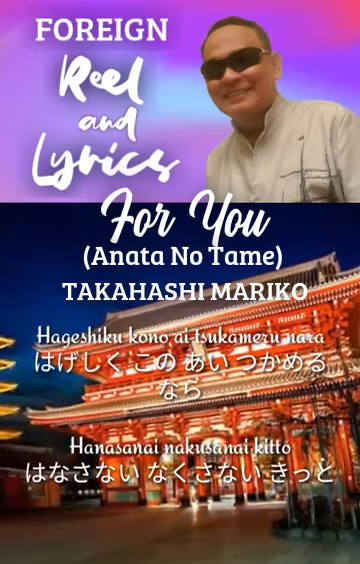 FOREIGN
Reel
and
Lyrics
For You
(Anata No Tame)
TAKAHASHI MARIKO
Hageshiku kono ai tsukameru nara
はげしく この あい つかめる
なら
Hanasanai nakusanai kitto
はなさない なくさない きっと